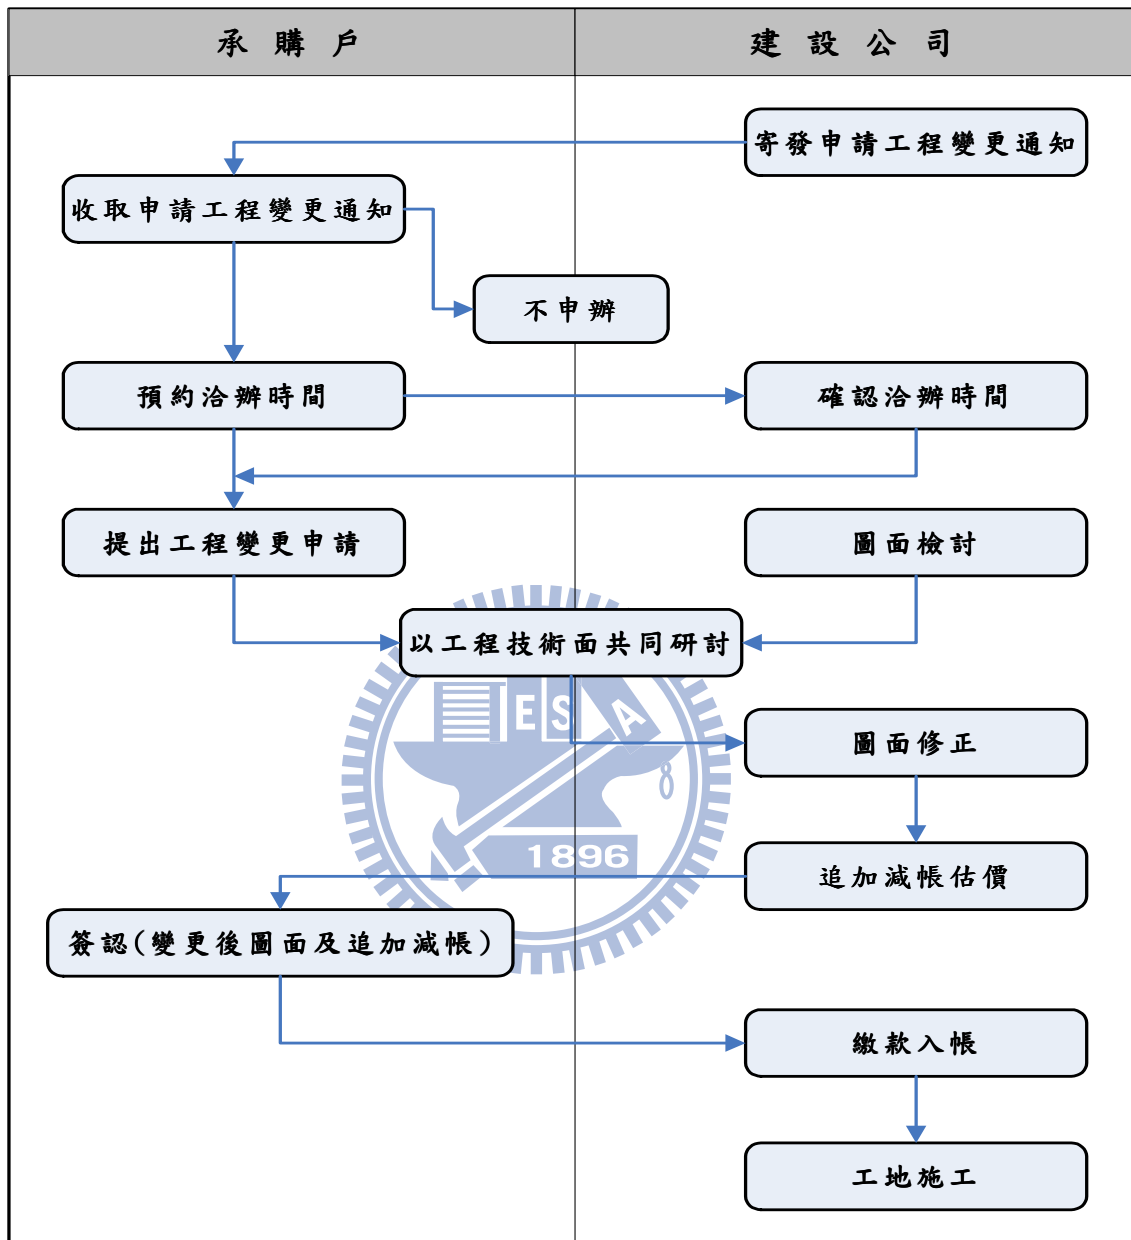 承購戶
建設公司
寄發申請工程變更通知
收取申請工程變更通知
不申辦
預約洽辦時間
確認洽辦時間
提出工程變更申請
圖面檢討
以工程技術面共同研討
ESA
圖面修正
8
1896
追加減帳估價
簽認(變更後圖面及追加減帳)
繳款入帳
工地施工